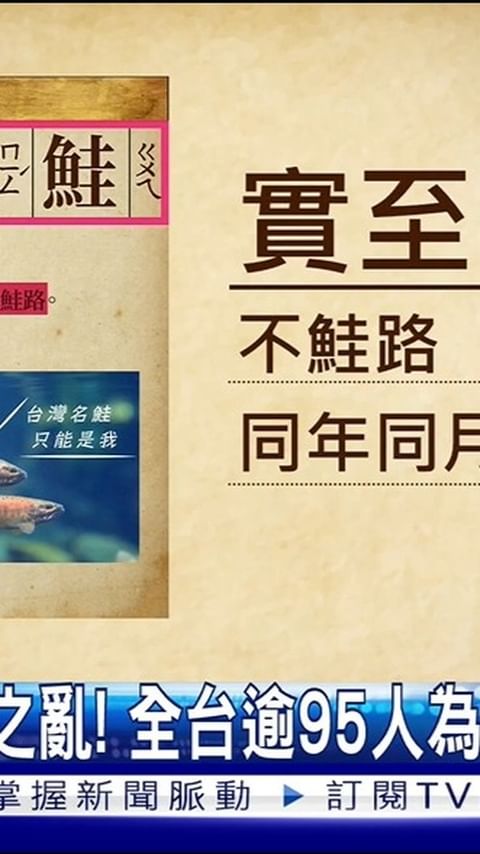 鮭 ㄍㄨㄟ
鮭路。
台灣名鮭
只能是我
實至
不鮭路
同年同月
之亂! 全台逾95人為
掌握新聞脈動 ▶ 訂閱TV